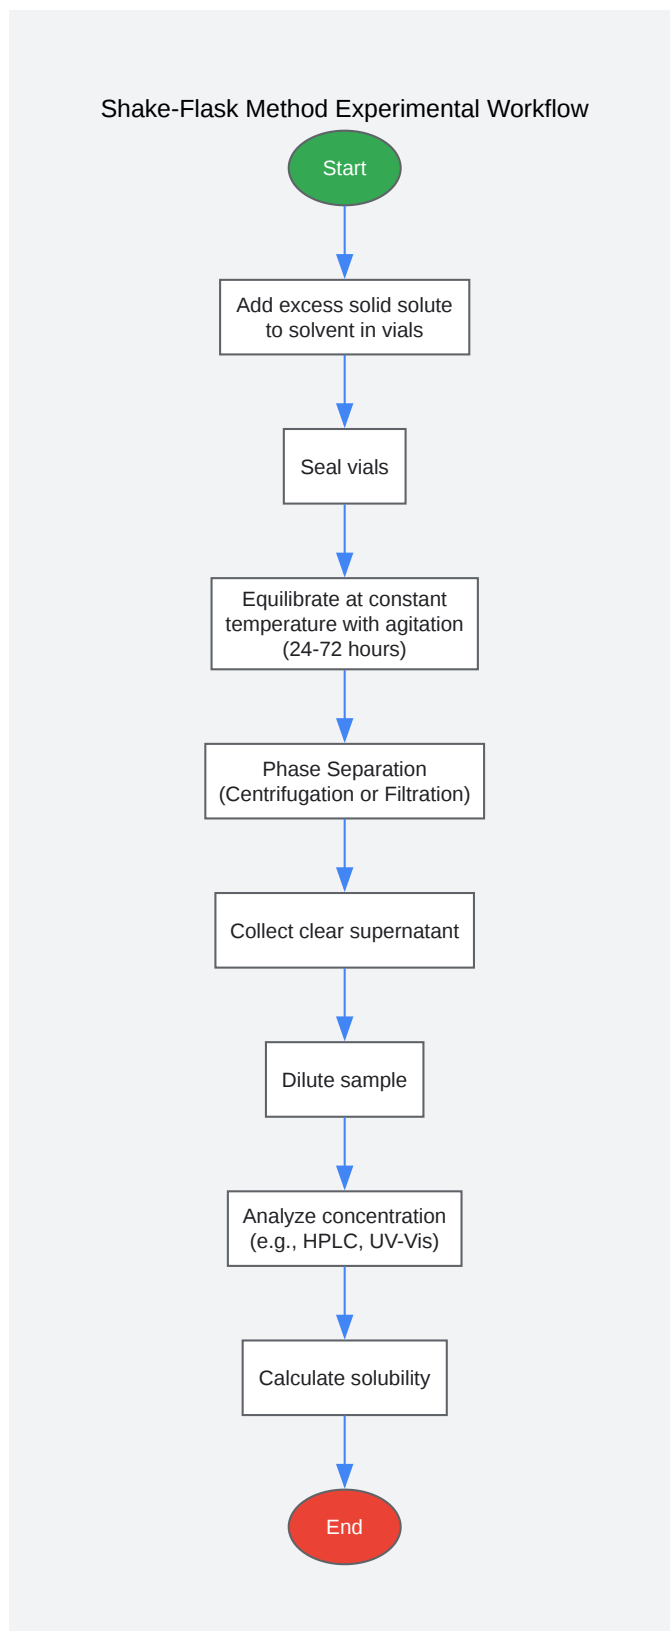 Shake-Flask Method Experimental Workflow
Start
Add excess solid solute
to solvent in vials
Seal vials
Equilibrate at constant
temperature with agitation
(24-72 hours)
Phase Separation
(Centrifugation or Filtration)
Collect clear supernatant
Dilute sample
Analyze concentration
(e.g., HPLC, UV-Vis)
Calculate solubility
End